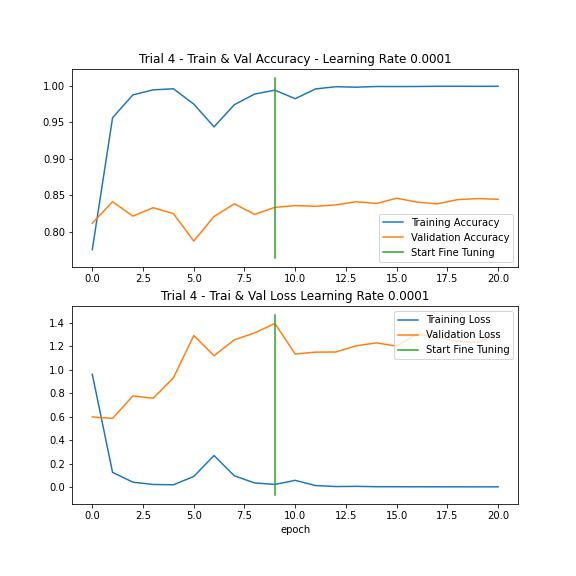 Trial 4 - Train & Val Accuracy - Learning Rate 0.0001
1.00
0.95
0.90
0.85
0.80
Training Accuracy
Validation Accuracy
Start Fine Tuning
0.0 2.5 5.0 7.5 10.0 12.5 15.0 17.5 20.0
Trial 4 - Trai & Val Loss Learning Rate 0.0001
1.4
1.2
1.0
0.8
0.6
0.4
0.2
0.0
Training Loss
Validation Loss
Start Fine Tuning
0.0 2.5 5.0 7.5 10.0 12.5 15.0 17.5 20.0
epoch